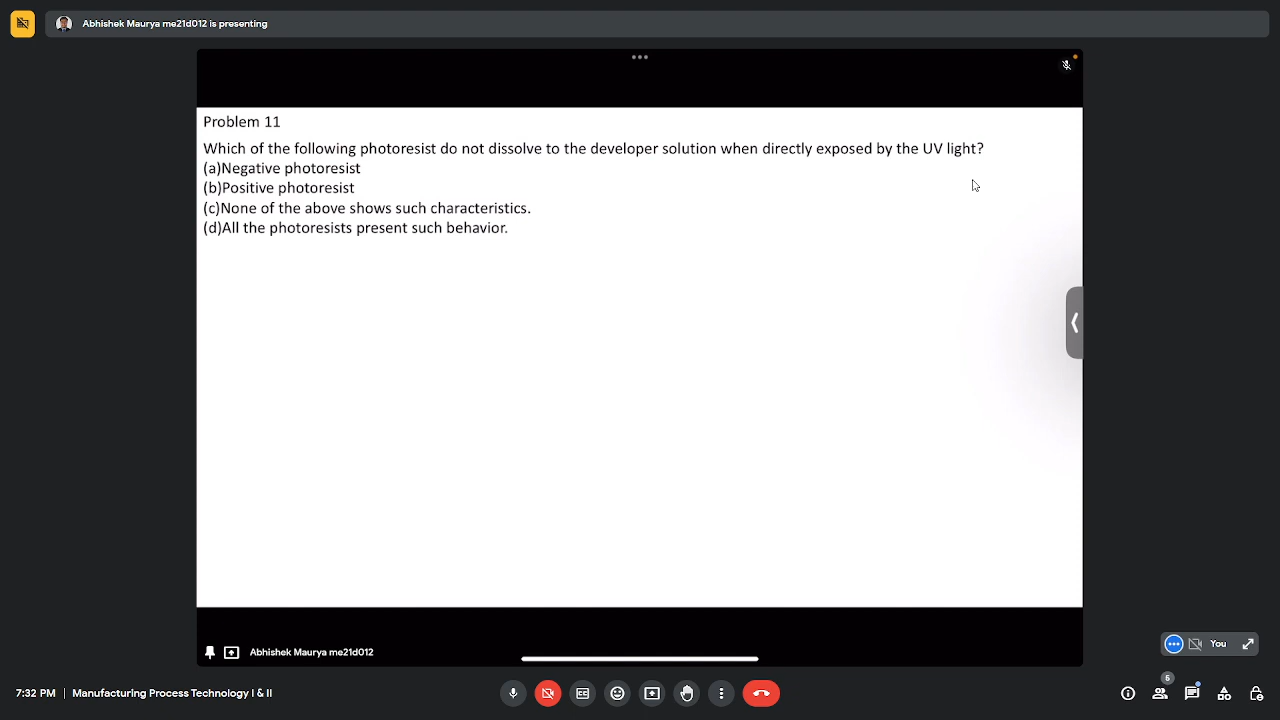 Abhishek Maurya me21d012 is presenting
Problem 11
Which of the following photoresist do not dissolve to the developer solution when directly exposed by the UV light?
(a)Negative photoresist
(b)Positive photoresist
(c)None of the above shows such characteristics.
(d)All the photoresists present such behavior.
Abhishek Maurya me21d012
You
7:32 PM | Manufacturing Process Technology I & II
6